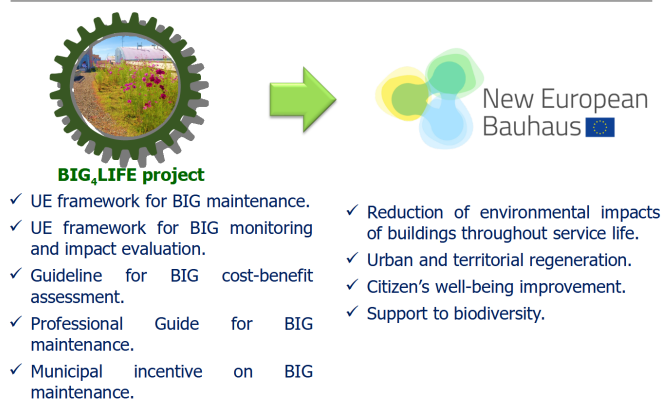 BIG4LIFE project
✓ UE framework for BIG maintenance.
✓ UE framework for BIG monitoring
and impact evaluation.
✓ Guideline for BIG cost-benefit
assessment.
✓ Professional Guide for BIG
maintenance.
✓ Municipal incentive on BIG
maintenance.
New European
Bauhaus
✓ Reduction of environmental impacts
of buildings throughout service life.
✓ Urban and territorial regeneration.
✓ Citizen’s well-being improvement.
✓ Support to biodiversity.